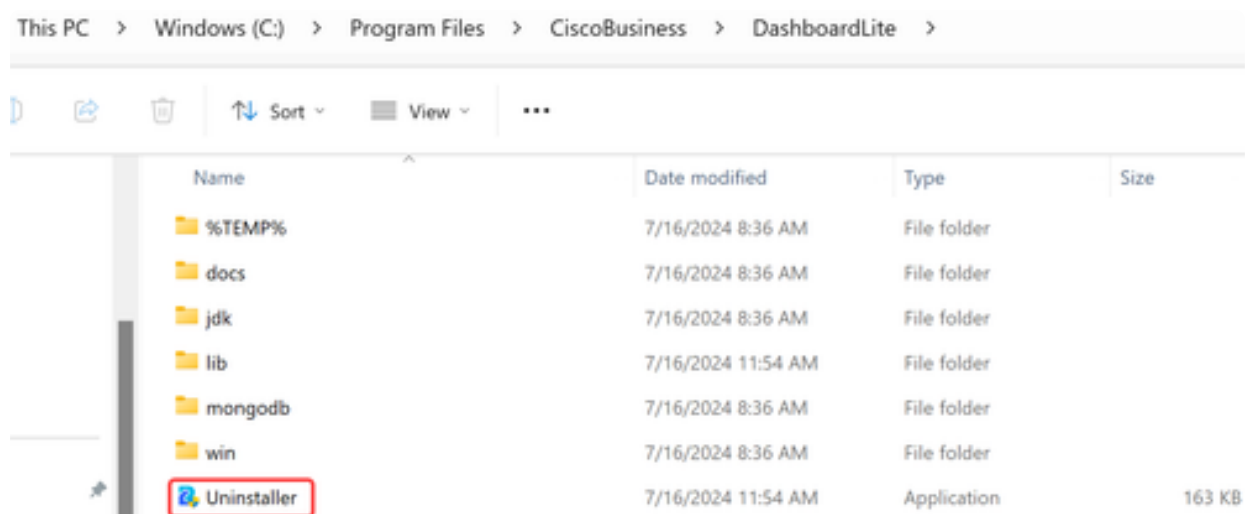 This PC > Windows (C:) > Program Files > CiscoBusiness > DashboardLite >
Sort View ...
Name Date modified Type Size
%TEMP% 7/16/2024 8:36 AM File folder
docs 7/16/2024 8:36 AM File folder
jdk 7/16/2024 8:36 AM File folder
lib 7/16/2024 11:54 AM File folder
mongodb 7/16/2024 8:36 AM File folder
win 7/16/2024 8:36 AM File folder
Uninstaller 7/16/2024 11:54 AM Application 163 KB